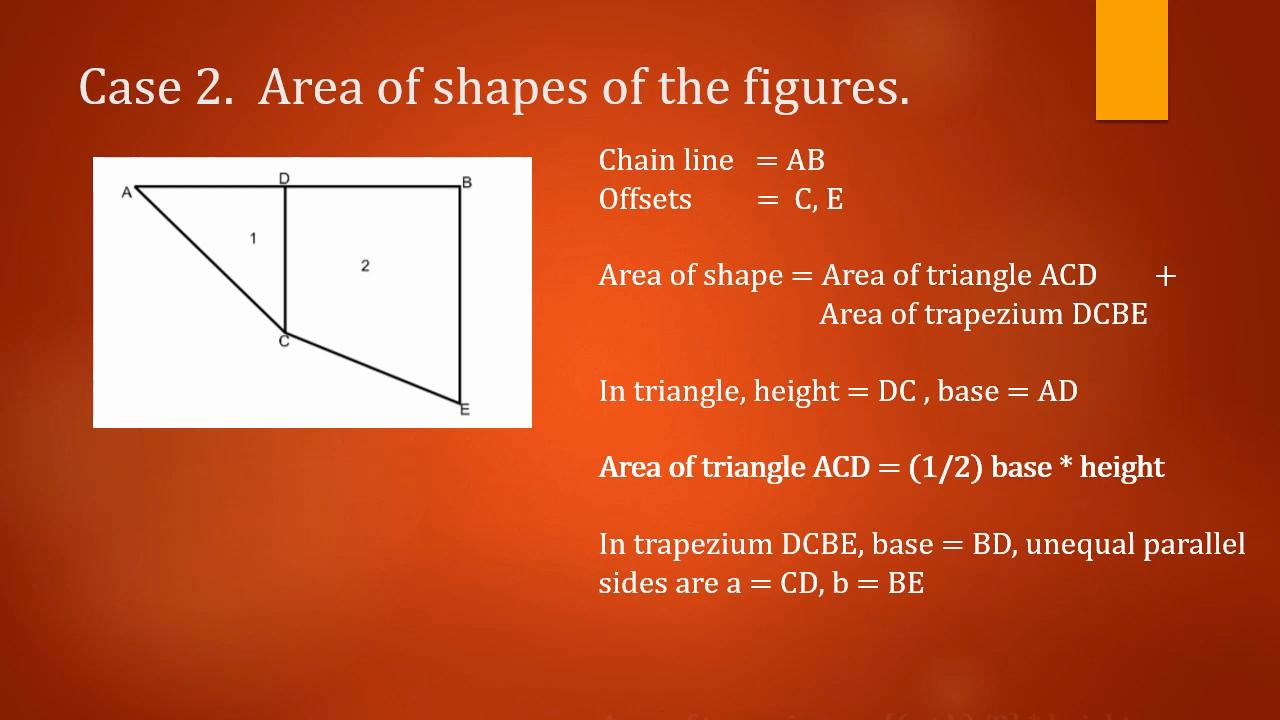 Case 2. Area of shapes of the figures.
A
D
B
1
2
C
E
Chain line = AB
Offsets = C, E
Area of shape = Area of triangle ACD +
Area of trapezium DCBE
In triangle, height = DC , base = AD
Area of triangle ACD = (1/2) base * height
In trapezium DCBE, base = BD, unequal parallel
sides are a = CD, b = BE